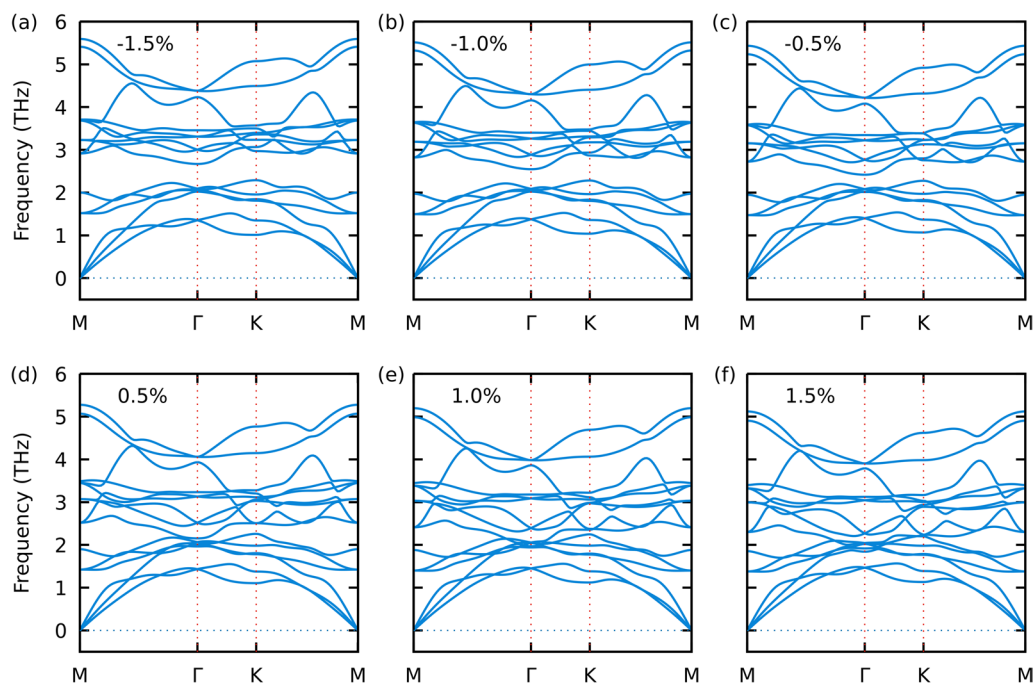 (a) -1.5%
(b) -1.0%
(c) -0.5%
Frequency (THz)
6
5
4
3
2
1
0
M Γ K M
M Γ K M
M Γ K M
(d) 0.5%
(e) 1.0%
(f) 1.5%
Frequency (THz)
6
5
4
3
2
1
0
M Γ K M
M Γ K M
M Γ K M